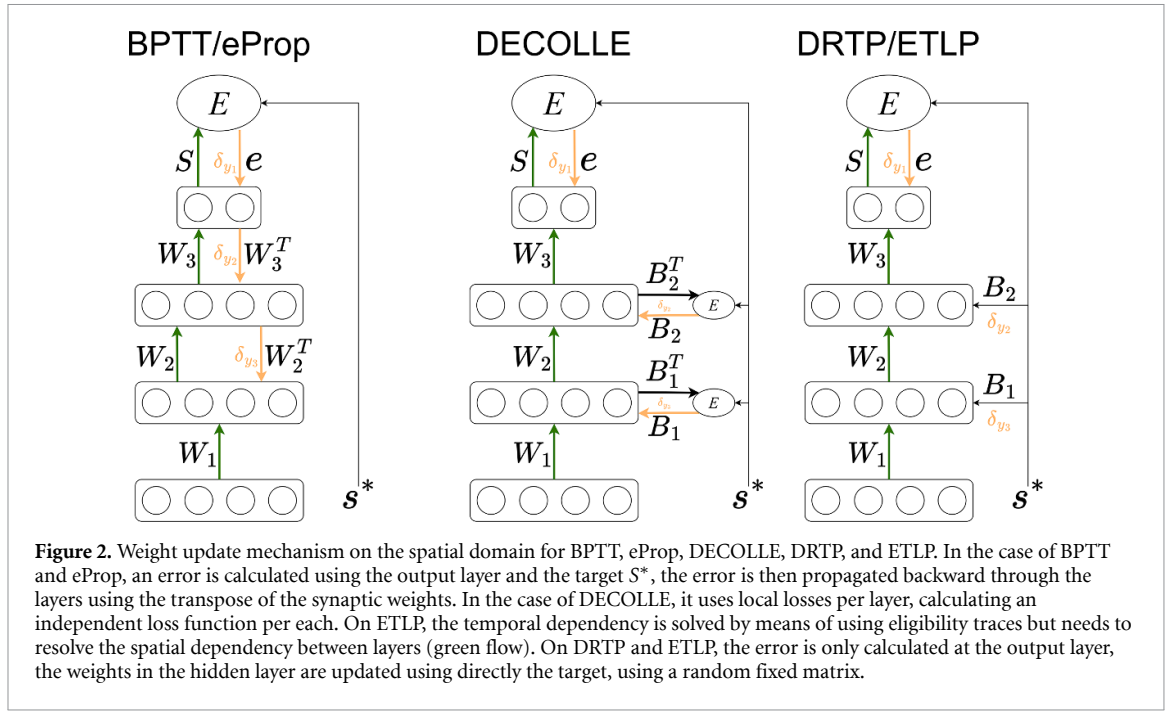 BPTT/eProp
DECOLLE
DRTP/ETLP
E
S
δy1
e
W3
δy2
W3^T
W2
δy3
W2^T
W1
s*
E
S
δy1
e
W3
B2^T
E
B2
W2
B1^T
E
B1
W1
s*
E
S
δy1
e
W3
B2
δy2
W2
B1
δy3
W1
s*
Figure 2. Weight update mechanism on the spatial domain for BPTT, eProp, DECOLLE, DRTP, and ETLP. In the case of BPTT
and eProp, an error is calculated using the output layer and the target S*, the error is then propagated backward through the
layers using the transpose of the synaptic weights. In the case of DECOLLE, it uses local losses per layer, calculating an
independent loss function per each. On ETLP, the temporal dependency is solved by means of using eligibility traces but needs to
resolve the spatial dependency between layers (green flow). On DRTP and ETLP, the error is only calculated at the output layer,
the weights in the hidden layer are updated using directly the target, using a random fixed matrix.